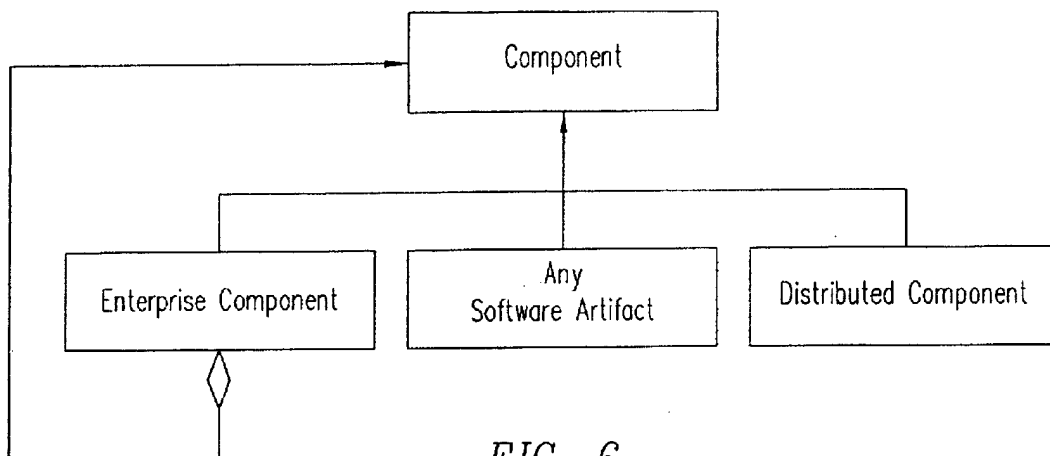 Component
Enterprise Component
Any
Software Artifact
Distributed Component
FIG. 6